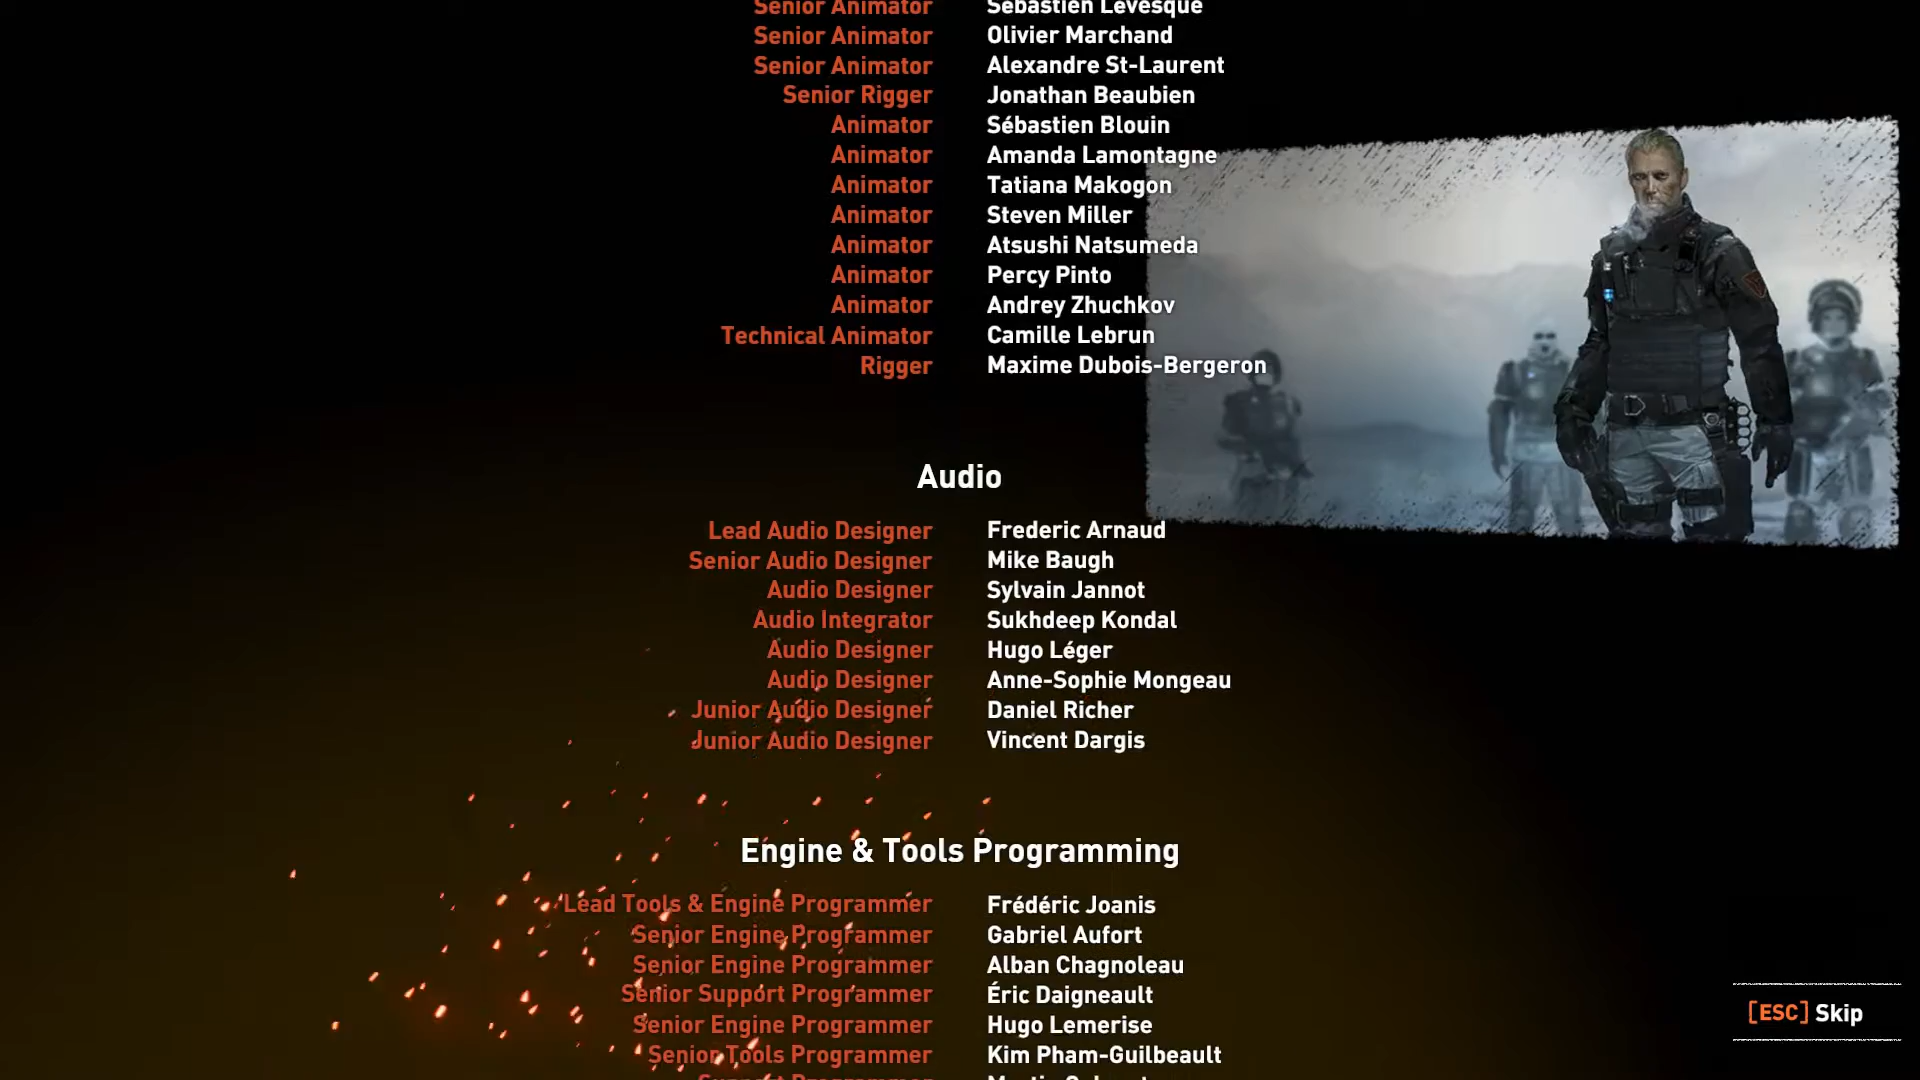 Senior Animator Sébastien Lévesque
Senior Animator Olivier Marchand
Senior Animator Alexandre St-Laurent
Senior Rigger Jonathan Beaubien
Animator Sébastien Blouin
Animator Amanda Lamontagne
Animator Tatiana Makogon
Animator Steven Miller
Animator Atsushi Natsumeda
Animator Percy Pinto
Animator Andrey Zhuchkov
Technical Animator Camille Lebrun
Rigger Maxime Dubois-Bergeron
Audio
Lead Audio Designer Frederic Arnaud
Senior Audio Designer Mike Baugh
Audio Designer Sylvain Jannot
Audio Integrator Sukhdeep Kondal
Audio Designer Hugo Léger
Audio Designer Anne-Sophie Mongeau
Junior Audio Designer Daniel Richer
Junior Audio Designer Vincent Dargis
Engine & Tools Programming
Lead Tools & Engine Programmer Frédéric Joanis
Senior Engine Programmer Gabriel Aufort
Senior Engine Programmer Alban Chagnoleau
Senior Support Programmer Éric Daigneault
Senior Engine Programmer Hugo Lemerise
Senior Tools Programmer Kim Pham-Guilbeault
[ESC] Skip